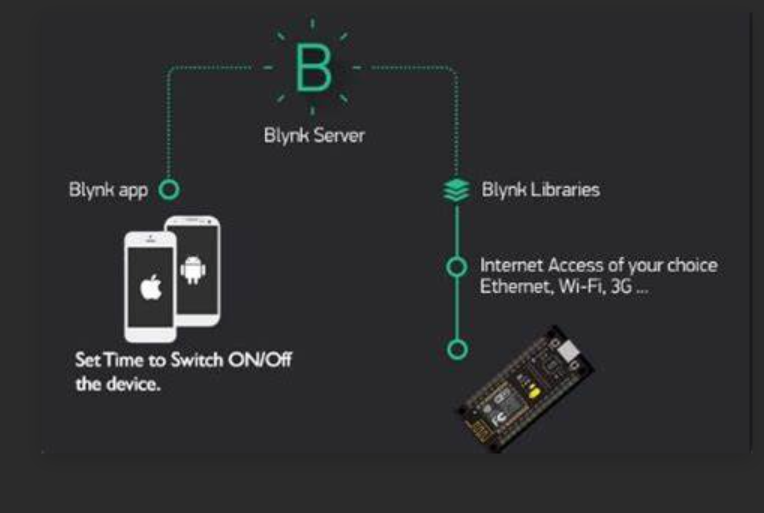 B
Blynk Server
Blynk app
Set Time to Switch ON/Off
the device.
Blynk Libraries
Internet Access of your choice
Ethernet, Wi-Fi, 3G ...